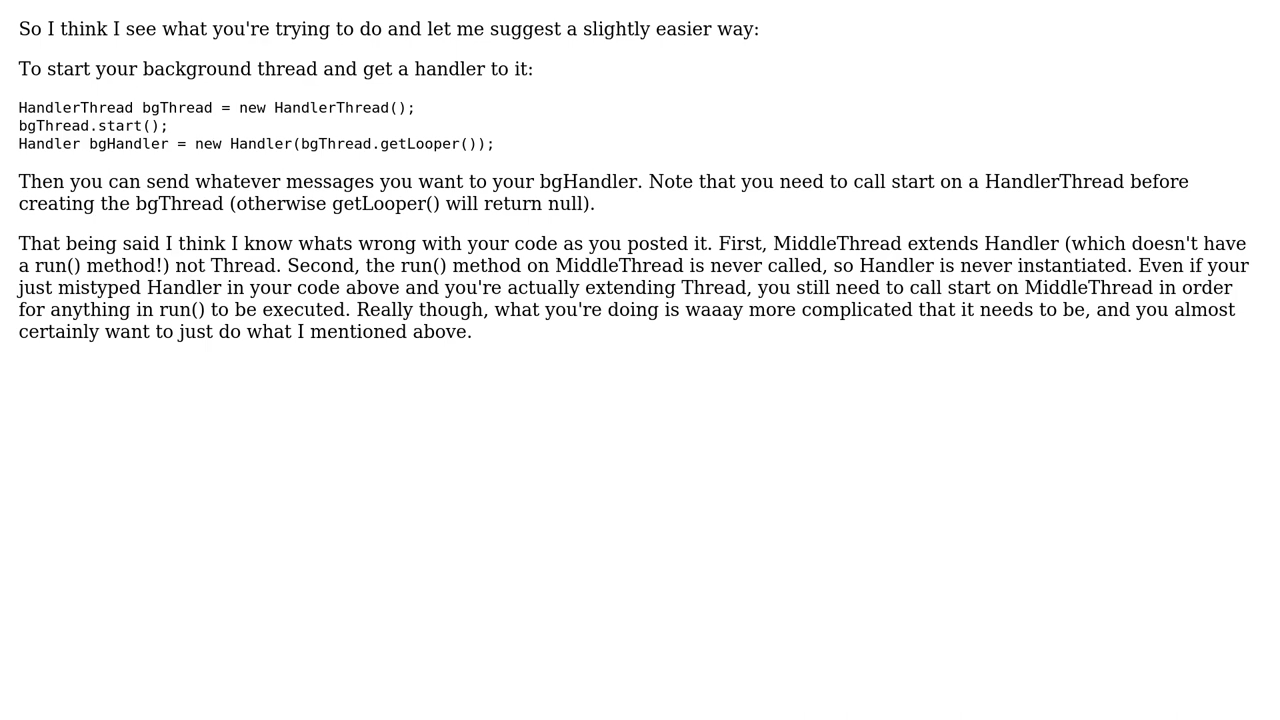 So I think I see what you're trying to do and let me suggest a slightly easier way:
To start your background thread and get a handler to it:
HandlerThread bgThread = new HandlerThread();
bgThread.start();
Handler bgHandler = new Handler(bgThread.getLooper());
Then you can send whatever messages you want to your bgHandler. Note that you need to call start on a HandlerThread before
creating the bgThread (otherwise getLooper() will return null).
That being said I think I know whats wrong with your code as you posted it. First, MiddleThread extends Handler (which doesn't have
a run() method!) not Thread. Second, the run() method on MiddleThread is never called, so Handler is never instantiated. Even if your
just mistyped Handler in your code above and you're actually extending Thread, you still need to call start on MiddleThread in order
for anything in run() to be executed. Really though, what you're doing is waaay more complicated that it needs to be, and you almost
certainly want to just do what I mentioned above.